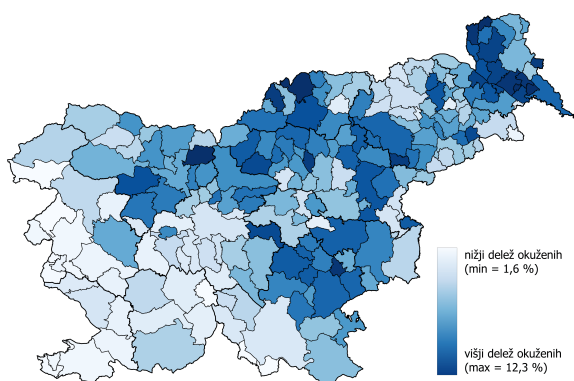 nižji delež okuženih
(min = 1,6 %)
višji delež okuženih
(max = 12,3 %)